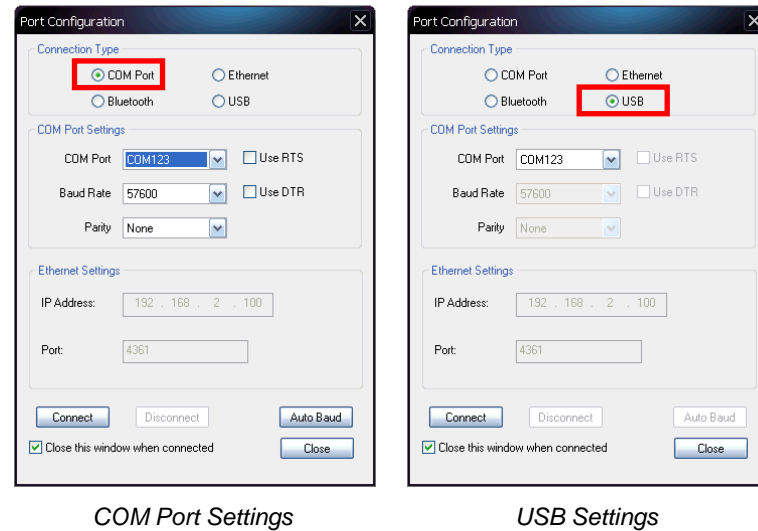 Port Configuration
Connection Type
COM Port
Ethernet
Bluetooth
USB
COM Port Settings
COM Port COM123 Use RTS
Baud Rate 57600 Use DTR
Parity None
Ethernet Settings
IP Address: 192 . 168 . 2 . 100
Port: 4361
Connect Disconnect Auto Baud
Close this window when connected Close
COM Port Settings
Port Configuration
Connection Type
COM Port
Ethernet
Bluetooth
USB
COM Port Settings
COM Port COM123 Use RTS
Baud Rate 57600 Use DTR
Parity None
Ethernet Settings
IP Address: 192 . 168 . 2 . 100
Port: 4361
Connect Disconnect Auto Baud
Close this window when connected Close
USB Settings